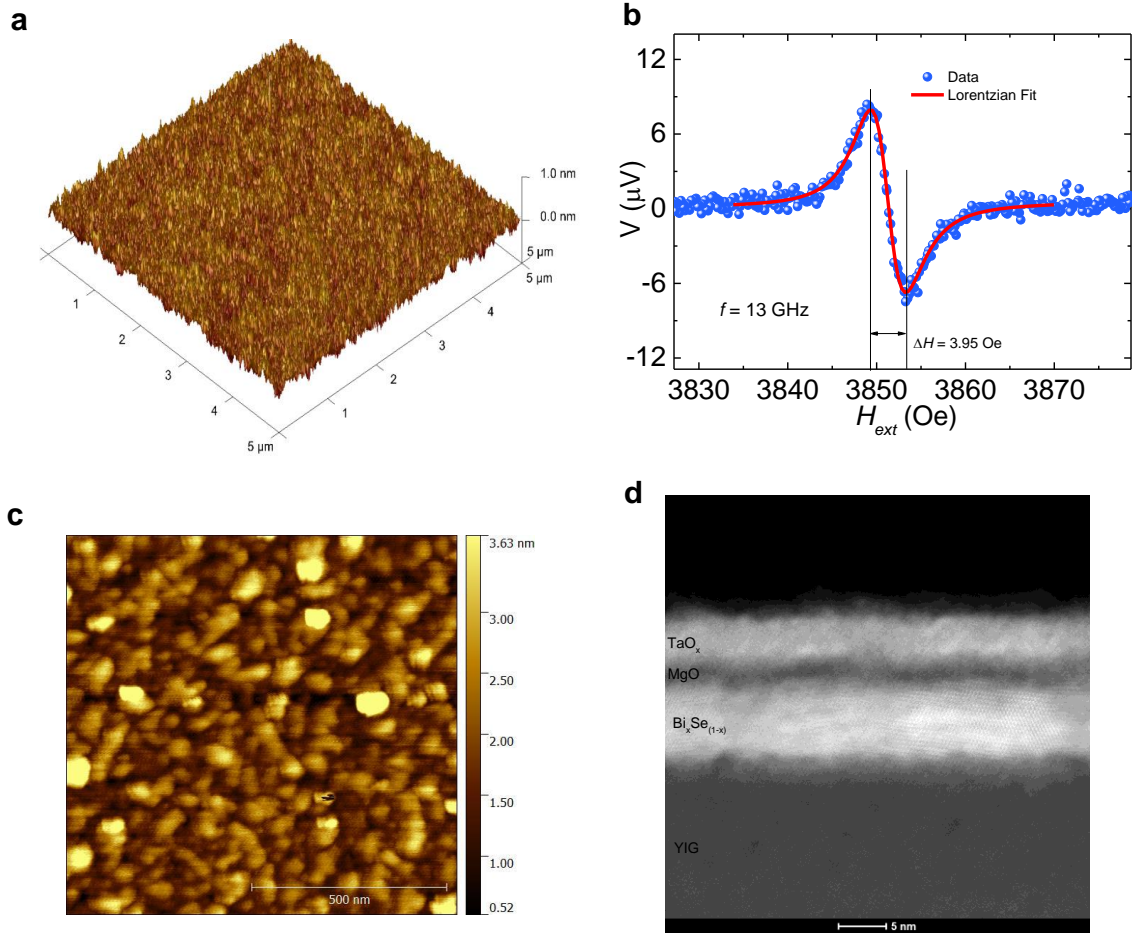 a
1.0 nm
0.0 nm
5 µm
5 µm
1
2
3
4
5 µm
1
2
3
4
b
12
6
0
-6
-12
V (µV)
Data
Lorentzian Fit
f = 13 GHz
ΔH = 3.95 Oe
3830 3840 3850 3860 3870
H_ext (Oe)
c
3.63 nm
3.00
2.50
2.00
1.50
1.00
0.52
500 nm
d
TaOₓ
MgO
BiₓSe₍₁₋ₓ₎
YIG
5 nm